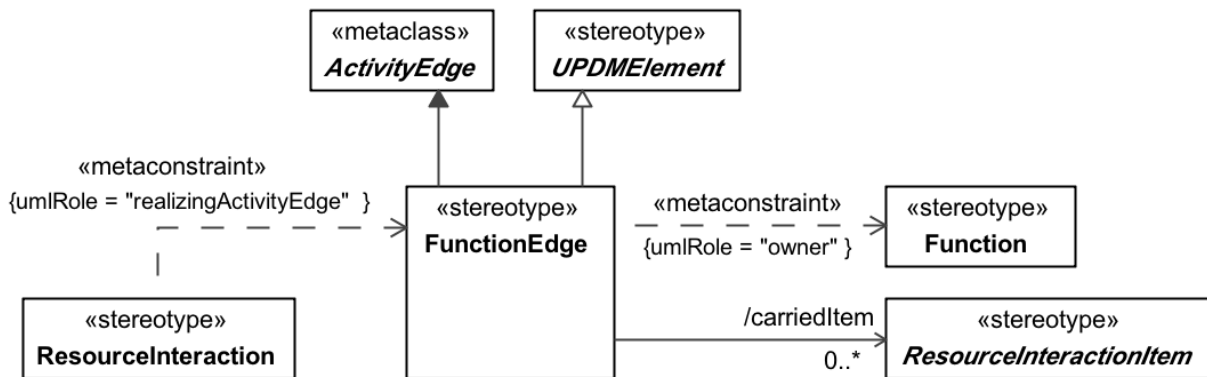 «metaclass»
ActivityEdge
«stereotype»
UPDMElement
«metaconstraint»
{umlRole = "realizingActivityEdge" }
«stereotype»
FunctionEdge
«metaconstraint»
{umlRole = "owner" }
«stereotype»
Function
«stereotype»
ResourceInteraction
/carriedItem
0..*
«stereotype»
ResourceInteractionItem